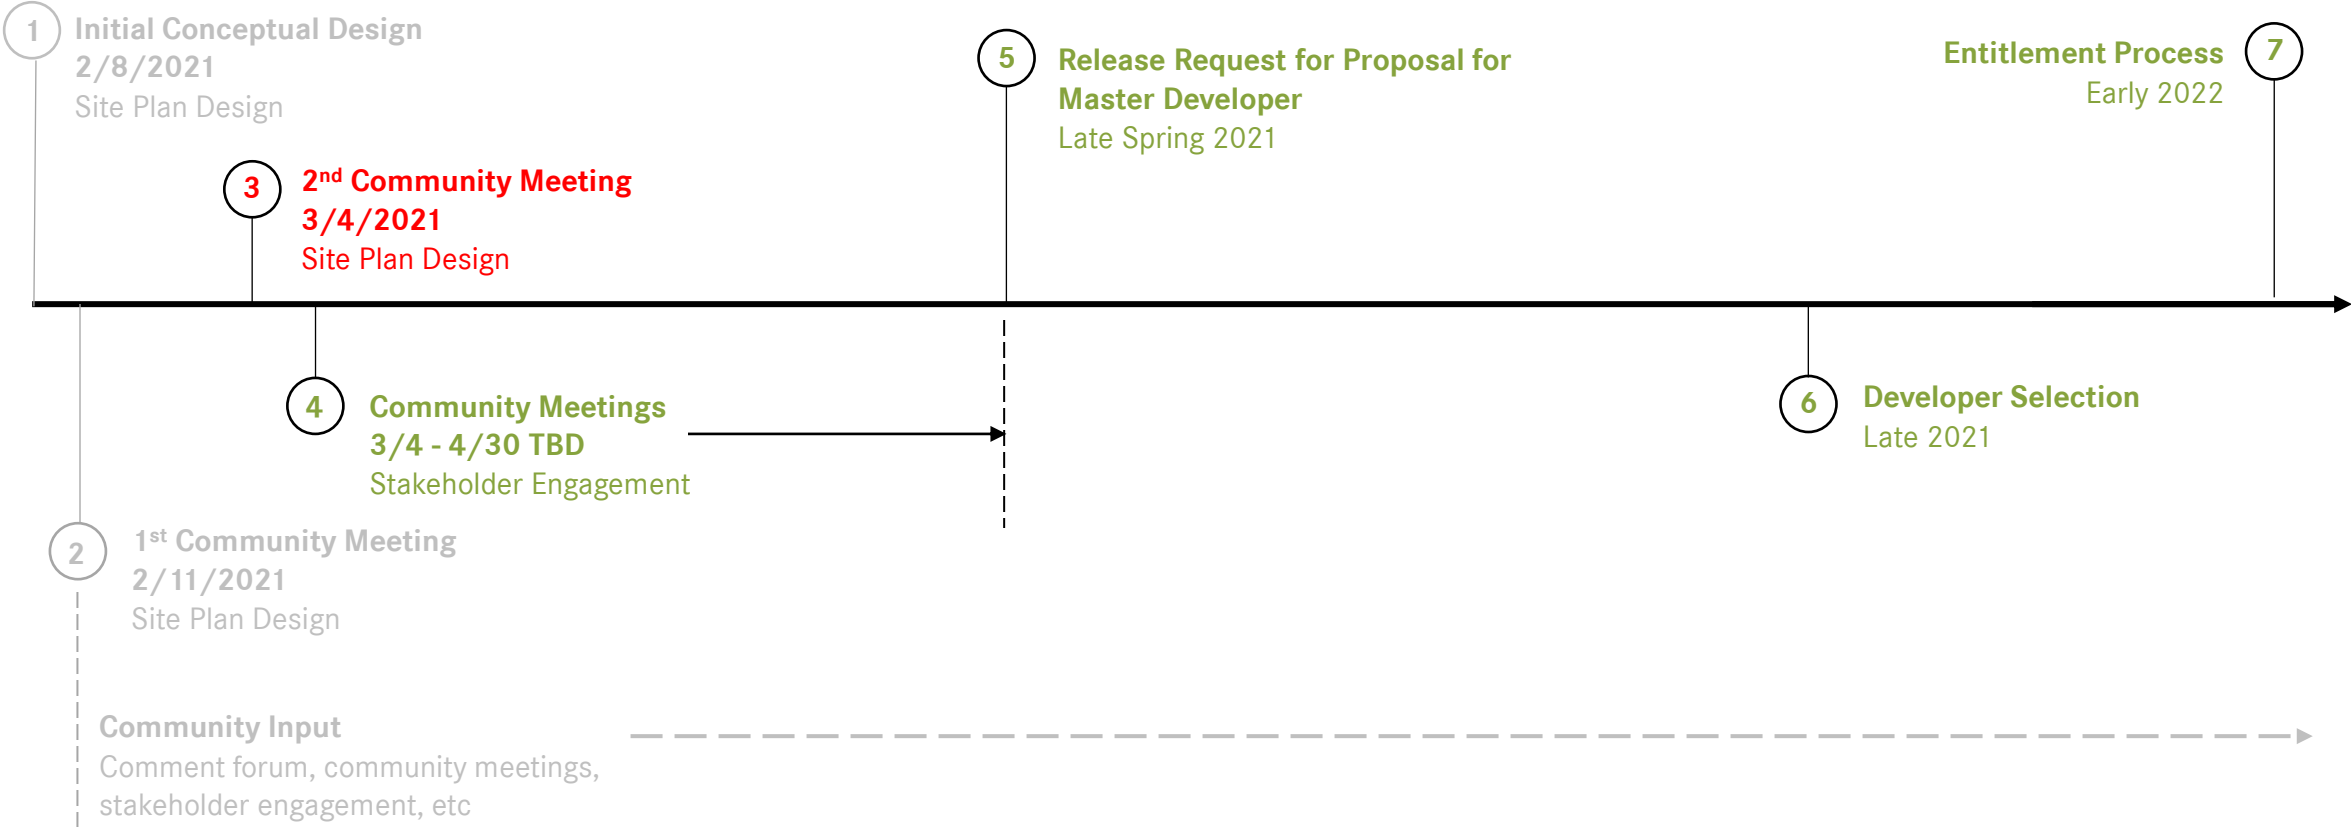 1
Initial Conceptual Design
2/8/2021
Site Plan Design
3
2nd Community Meeting
3/4/2021
Site Plan Design
5
Release Request for Proposal for
Master Developer
Late Spring 2021
Entitlement Process
Early 2022
7
4
Community Meetings
3/4 - 4/30 TBD
Stakeholder Engagement
6
Developer Selection
Late 2021
2
1st Community Meeting
2/11/2021
Site Plan Design
Community Input
Comment forum, community meetings,
stakeholder engagement, etc